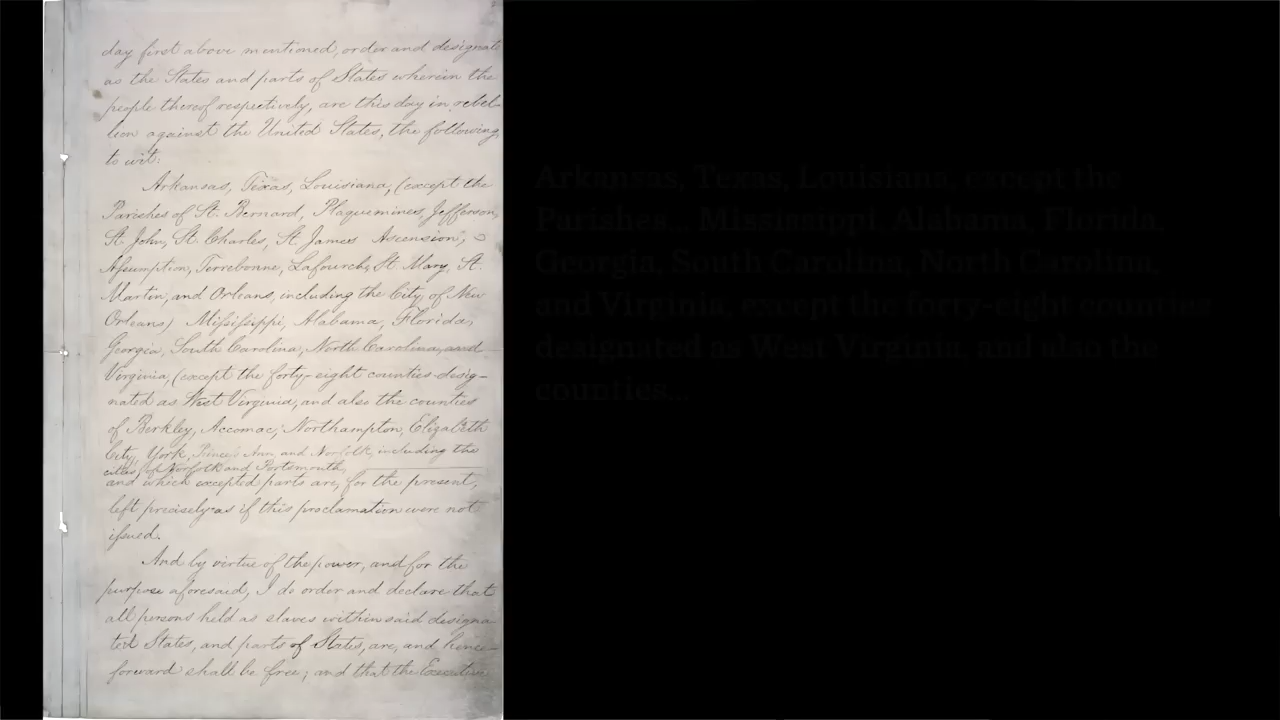 day first above mentioned, order and designate
as the States and parts of States wherein the
people thereof respectively, are this day in rebel-
lion against the United States, the following,
to wit:
Arkansas, Texas, Louisiana, (except the
Parishes of St. Bernard, Plaquemines, Jefferson,
St. John, St. Charles, St. James Ascension,
Assumption, Terrebonne, Lafourche, St. Mary, St.
Martin, and Orleans, including the City of New
Orleans) Mississippi, Alabama, Florida,
Georgia, South Carolina, North Carolina, and
Virginia, (except the forty-eight counties desig-
nated as West Virginia, and also the counties
of Berkley, Accomac, Northampton, Elizabeth
City, York, Princess Ann, and Norfolk, including the
cities of Norfolk and Portsmouth,
and which excepted parts are, for the present,
left precisely as if this proclamation were not
issued.
And by virtue of the power, and for the
purpose aforesaid, I do order and declare that
all persons held as slaves within said designa-
ted States, and parts of States, are, and hence-
forward shall be free; and that the Executive
Arkansas, Texas, Louisiana except the
Parishes... Mississippi, Alabama, Florida,
Georgia, South Carolina, North Carolina,
and Virginia, except the forty-eight counties
designated as West Virginia, and also the
counties...